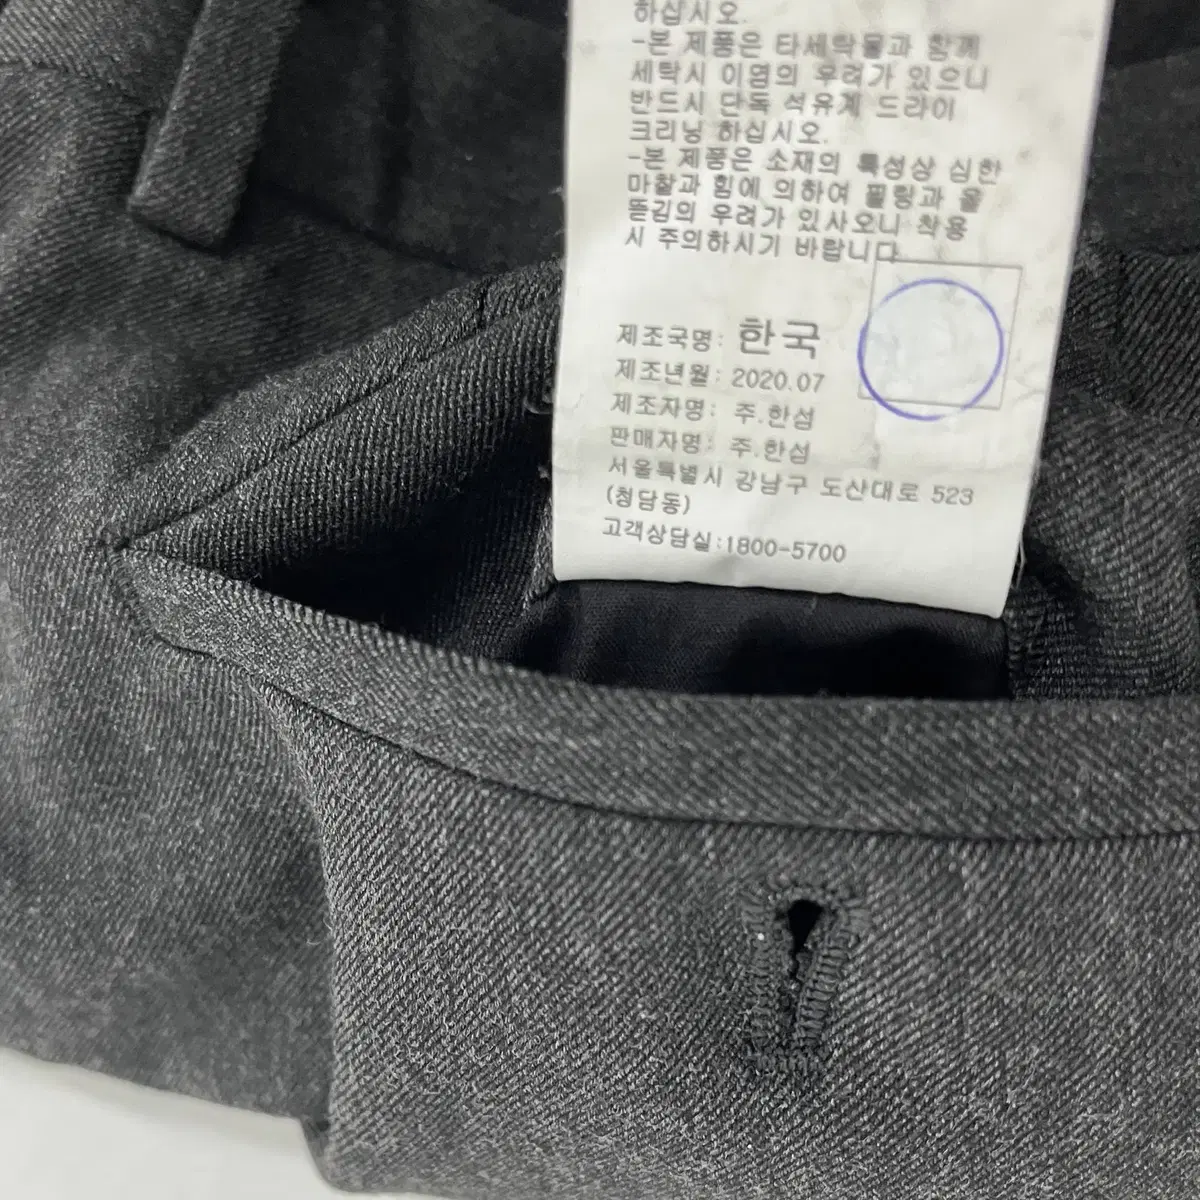 하십시오.
-본 제품은 타세탁물과 함께
세탁시 이염의 우려가 있으니
반드시 단독 석유계 드라이
크리닝 하십시오.
-본 제품은 소재의 특성상 심한
마찰과 힘에 의하여 필링과 올
뜯김의 우려가 있사오니 착용
시 주의하시기 바랍니다
제조국명: 한국
제조년월: 2020.07
제조자명: 주.한섬
판매자명: 주.한섬
서울특별시 강남구 도산대로 523
(청담동)
고객상담실:1800-5700